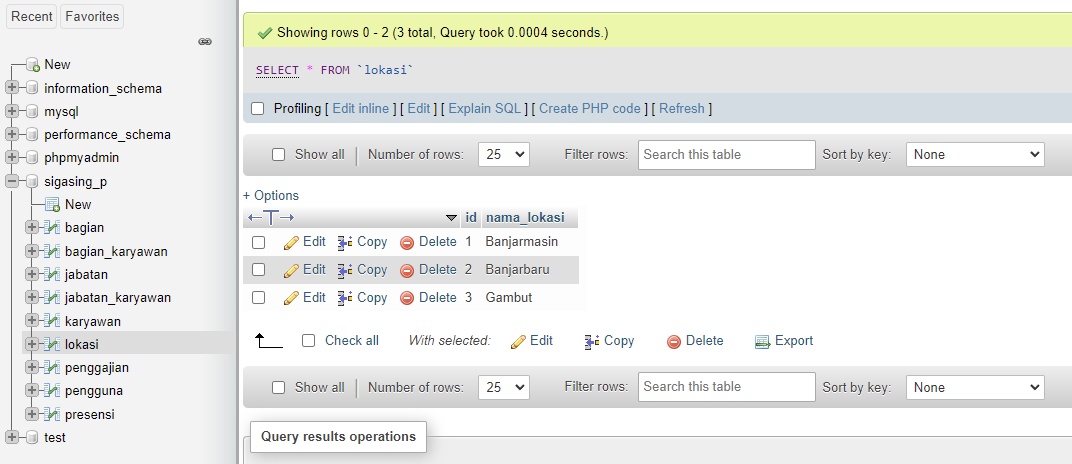 Recent Favorites
New
information_schema
mysql
performance_schema
phpmyadmin
sigasing_p
New
bagian
bagian_karyawan
jabatan
jabatan_karyawan
karyawan
lokasi
penggajian
pengguna
presensi
test
Showing rows 0 - 2 (3 total, Query took 0.0004 seconds.)
SELECT * FROM `lokasi`
Profiling [ Edit inline ] [ Edit ] [ Explain SQL ] [ Create PHP code ] [ Refresh ]
Show all Number of rows: 25 Filter rows: Search this table Sort by key: None
+ Options
←T→ id nama_lokasi
Edit Copy Delete 1 Banjarmasin
Edit Copy Delete 2 Banjarbaru
Edit Copy Delete 3 Gambut
Check all With selected: Edit Copy Delete Export
Show all Number of rows: 25 Filter rows: Search this table Sort by key: None
Query results operations